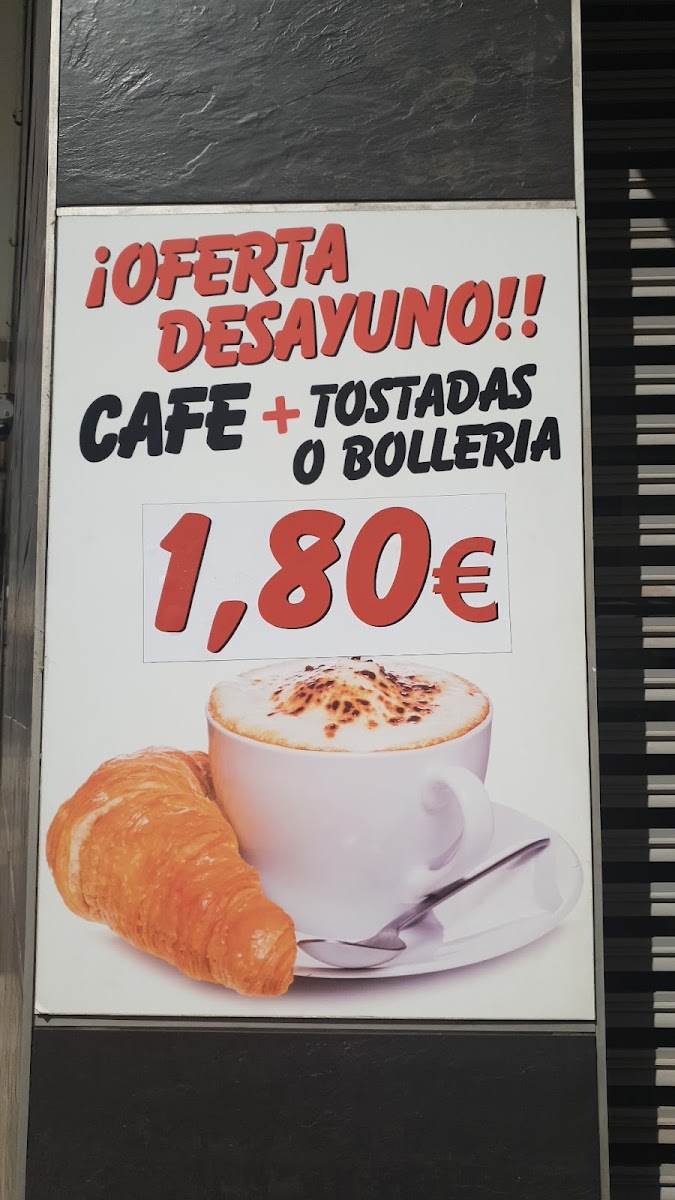 ¡OFERTA
DESAYUNO!!
CAFE + TOSTADAS
O BOLLERIA
1,80€